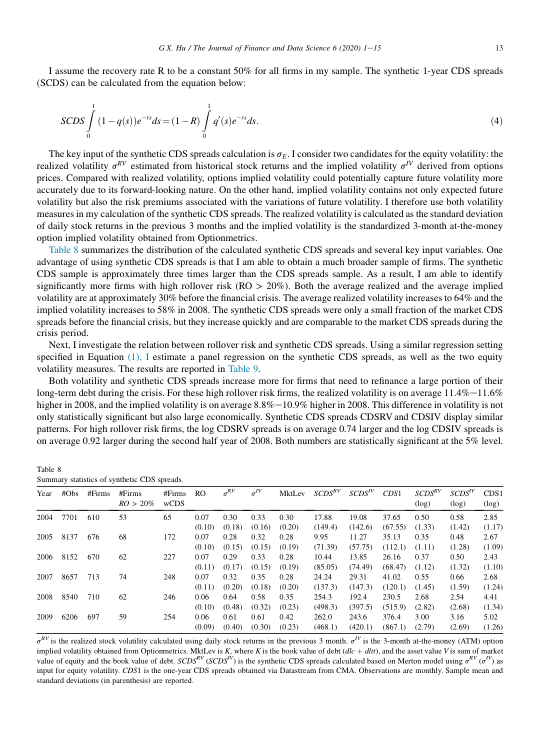 G.X. Hu / The Journal of Finance and Data Science 6 (2020) 1–15 13
I assume the recovery rate R to be a constant 50% for all firms in my sample. The synthetic 1-year CDS spreads
(SCDS) can be calculated from the equation below:
SCDS ∫₀¹ (1 − q(s))e^{−rs}ds = (1 − R) ∫₀¹ q′(s)e^{−rs}ds. (4)
The key input of the synthetic CDS spreads calculation is σE. I consider two candidates for the equity volatility: the
realized volatility σ^RV estimated from historical stock returns and the implied volatility σ^IV derived from options
prices. Compared with realized volatility, options implied volatility could potentially capture future volatility more
accurately due to its forward-looking nature. On the other hand, implied volatility contains not only expected future
volatility but also the risk premiums associated with the variations of future volatility. I therefore use both volatility
measures in my calculation of the synthetic CDS spreads. The realized volatility is calculated as the standard deviation
of daily stock returns in the previous 3 months and the implied volatility is the standardized 3-month at-the-money
option implied volatility obtained from Optionmetrics.
Table 8 summarizes the distribution of the calculated synthetic CDS spreads and several key input variables. One
advantage of using synthetic CDS spreads is that I am able to obtain a much broader sample of firms. The synthetic
CDS sample is approximately three times larger than the CDS spreads sample. As a result, I am able to identify
significantly more firms with high rollover risk (RO > 20%). Both the average realized and the average implied
volatility are at approximately 30% before the financial crisis. The average realized volatility increases to 64% and the
implied volatility increases to 58% in 2008. The synthetic CDS spreads were only a small fraction of the market CDS
spreads before the financial crisis, but they increase quickly and are comparable to the market CDS spreads during the
crisis period.
Next, I investigate the relation between rollover risk and synthetic CDS spreads. Using a similar regression setting
specified in Equation (1), I estimate a panel regression on the synthetic CDS spreads, as well as the two equity
volatility measures. The results are reported in Table 9.
Both volatility and synthetic CDS spreads increase more for firms that need to refinance a large portion of their
long-term debt during the crisis. For these high rollover risk firms, the realized volatility is on average 11.4%–11.6%
higher in 2008, and the implied volatility is on average 8.8%–10.9% higher in 2008. This difference in volatility is not
only statistically significant but also large economically. Synthetic CDS spreads CDSRV and CDSIV display similar
patterns. For high rollover risk firms, the log CDSRV spreads is on average 0.74 larger and the log CDSIV spreads is
on average 0.92 larger during the second half year of 2008. Both numbers are statistically significant at the 5% level.
Table 8
Summary statistics of synthetic CDS spreads.
Year #Obs #Firms #Firms #Firms RO σ^RV σ^IV MktLev SCDS^RV SCDS^IV CDS1 SCDS^RV SCDS^IV CDS1
RO > 20% wCDS (log) (log) (log)
2004 7701 610 53 65 0.07 0.30 0.33 0.30 17.88 19.08 37.65 0.50 0.58 2.85
(0.10) (0.18) (0.16) (0.20) (149.4) (142.6) (67.55) (1.33) (1.42) (1.17)
2005 8137 676 68 172 0.07 0.28 0.32 0.28 9.95 11.27 35.13 0.35 0.48 2.67
(0.10) (0.15) (0.15) (0.19) (71.39) (57.75) (112.1) (1.11) (1.28) (1.09)
2006 8152 670 62 227 0.07 0.29 0.33 0.28 10.44 12.43 26.16 0.37 0.50 2.43
(0.11) (0.17) (0.15) (0.19) (85.05) (74.49) (68.47) (1.12) (1.32) (1.10)
2007 8657 713 74 248 0.07 0.32 0.35 0.28 24.24 29.31 41.02 0.55 0.66 2.68
(0.11) (0.20) (0.18) (0.20) (137.3) (147.3) (120.1) (1.45) (1.59) (1.24)
2008 8540 710 62 246 0.06 0.64 0.58 0.35 254.3 192.4 230.5 2.68 2.54 4.41
(0.10) (0.48) (0.32) (0.23) (498.3) (397.5) (515.9) (2.82) (2.68) (1.34)
2009 6206 697 59 254 0.06 0.61 0.61 0.42 262.0 243.6 376.4 3.00 3.16 5.02
(0.09) (0.40) (0.30) (0.23) (468.1) (420.1) (867.1) (2.79) (2.69) (1.26)
σ^RV is the realized stock volatility calculated using daily stock returns in the previous 3 month. σ^IV is the 3-month at-the-money (ATM) option
implied volatility obtained from Optionmetrics. MktLev is K, where K is the book value of debt (dlc + dltt), and the asset value V is sum of market
value of equity and the book value of debt. SCDS^RV (SCDS^IV) is the synthetic CDS spreads calculated based on Merton model using σ^RV (σ^IV) as
input for equity volatility. CDS1 is the one-year CDS spreads obtained via Datastream from CMA. Observations are monthly. Sample mean and
standard deviations (in parenthesis) are reported.